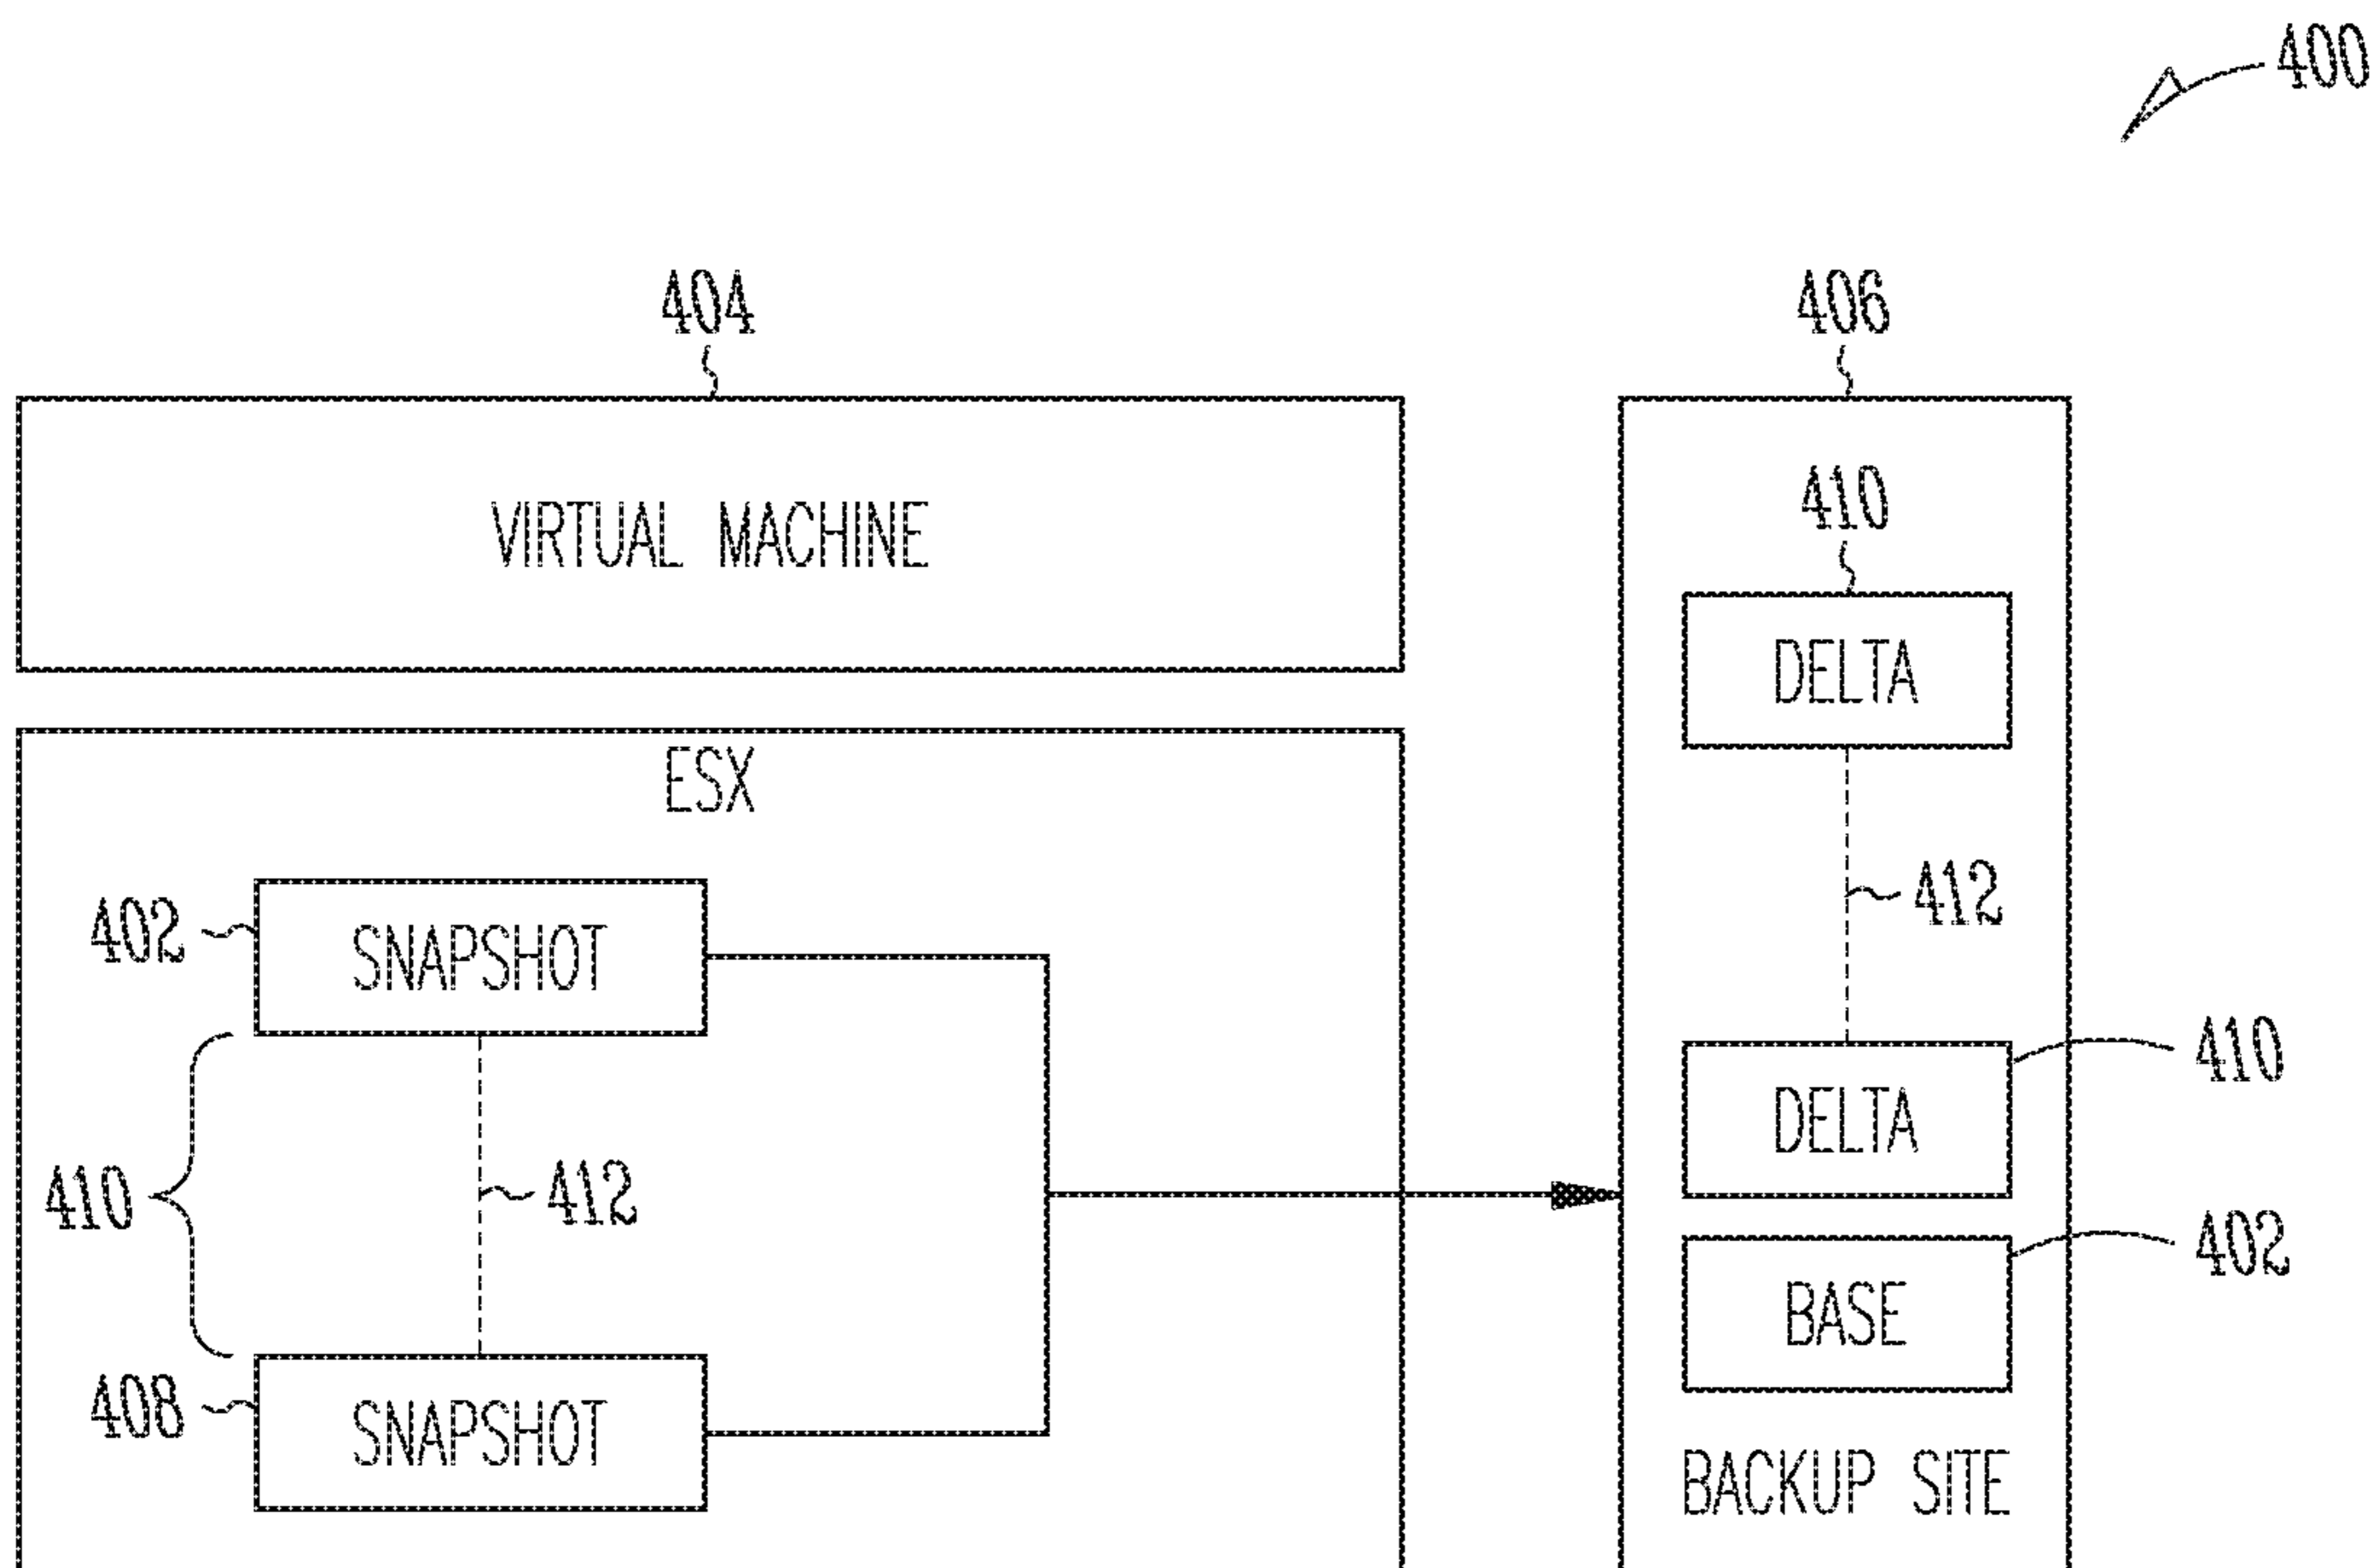 400
404
406
VIRTUAL MACHINE
410
DELTA
ESX
402
SNAPSHOT
412
410
412
DELTA
410
408
SNAPSHOT
402
BASE
BACKUP SITE